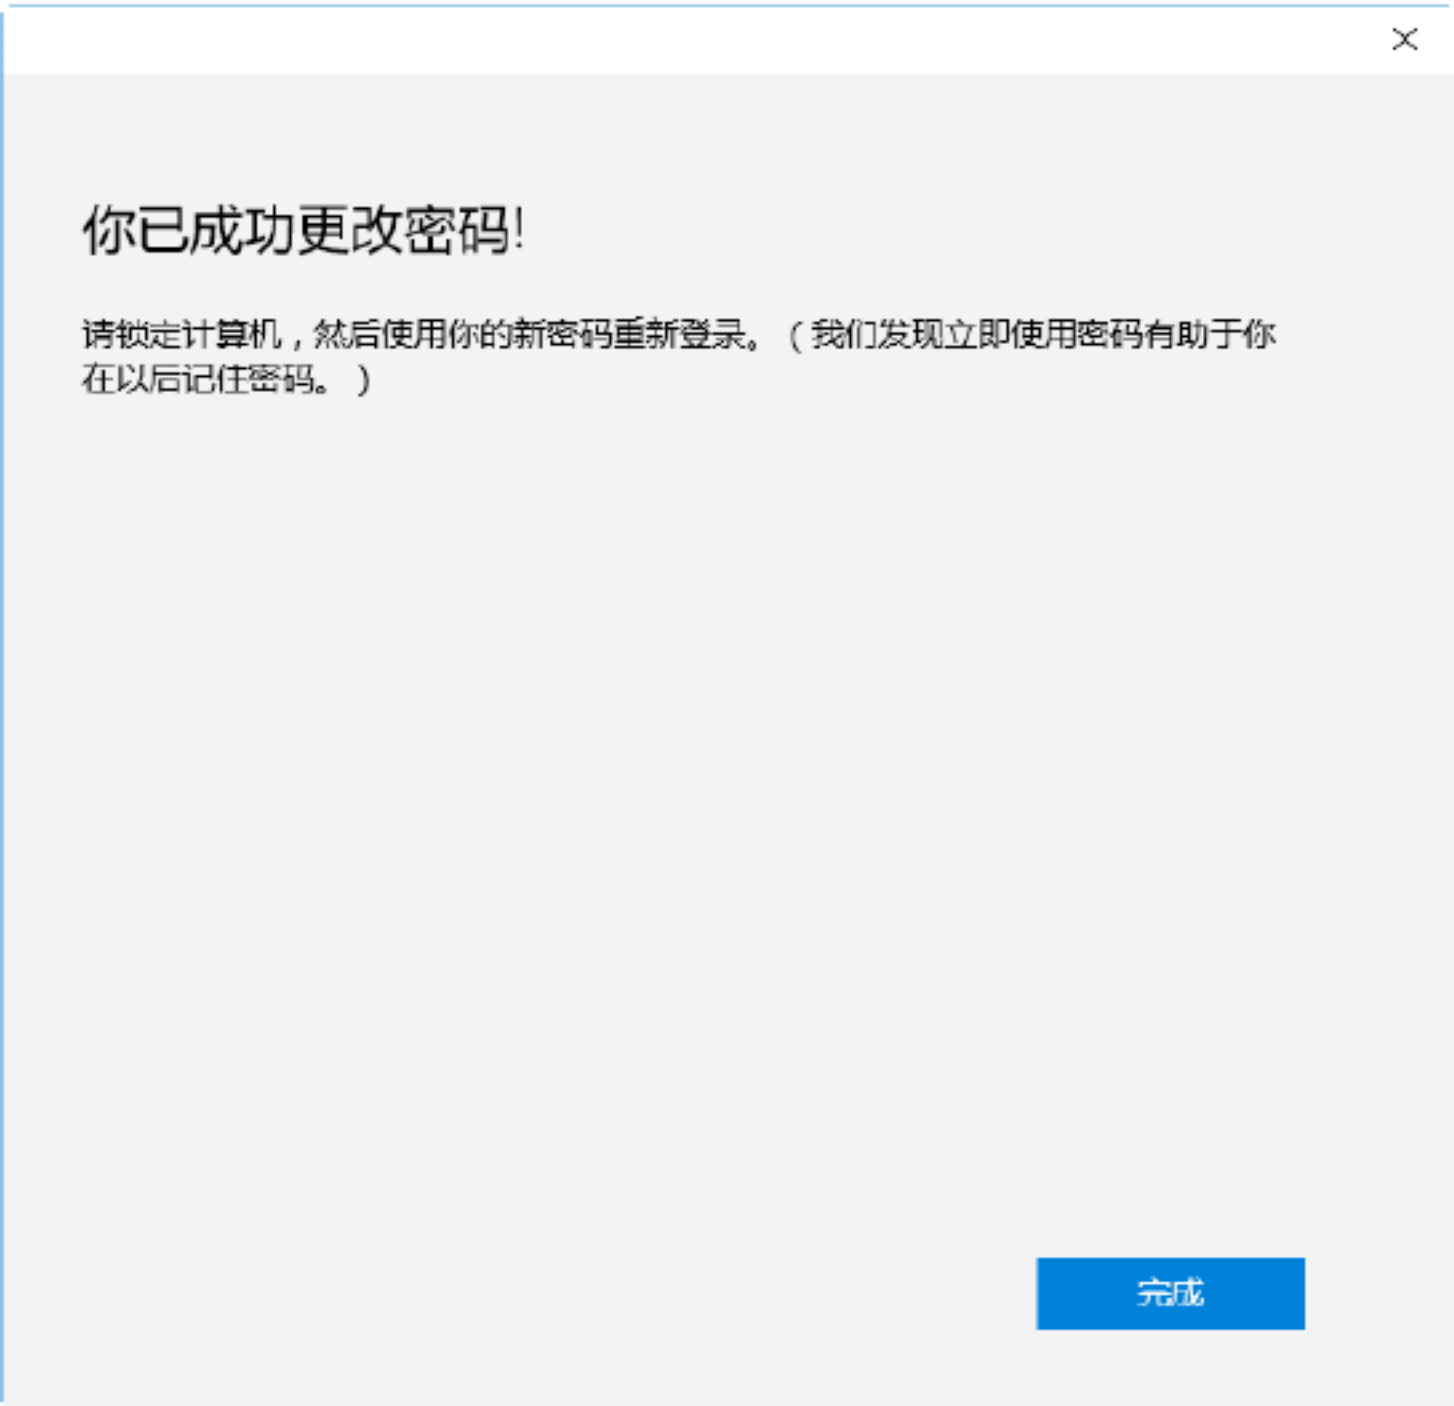 你已成功更改密码!
请锁定计算机，然后使用你的新密码重新登录。（我们发现立即使用密码有助于你
在以后记住密码。）
完成